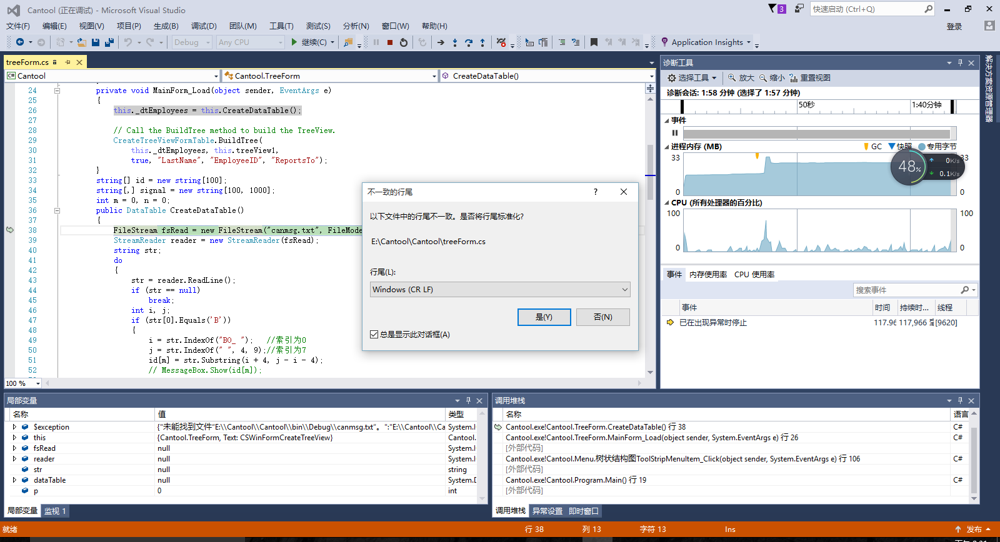 Cantool (正在调试) - Microsoft Visual Studio
3
快速启动 (Ctrl+Q)
文件(F) 编辑(E) 视图(V) 项目(P) 生成(B) 调试(D) 团队(M) 工具(T) 测试(S) 分析(N) 窗口(W) 帮助(H)
登录
Debug Any CPU 继续(C) Application Insights
treeForm.cs
Cantool Cantool.TreeForm CreateDataTable()
24 private void MainForm_Load(object sender, EventArgs e)
25 {
26 this._dtEmployees = this.CreateDataTable();
27
28 // Call the BuildTree method to build the TreeView.
29 CreateTreeViewFormTable.BuildTree(
30 this._dtEmployees, this.treeView1,
31 true, "LastName", "EmployeeID", "ReportsTo");
32 }
33 string[] id = new string[100];
34 string[,] signal = new string[100, 1000];
35 int m = 0, n = 0;
36 public DataTable CreateDataTable()
37 {
38 FileStream fsRead = new FileStream("canmsg.txt", FileMode
39 StreamReader reader = new StreamReader(fsRead);
40 string str;
41 do
42 {
43 str = reader.ReadLine();
44 if (str == null)
45 break;
46 int i, j;
47 if (str[0].Equals('B'))
48 {
49 i = str.IndexOf("BO_ "); //索引为0
50 j = str.IndexOf(" ", 4, 9);//索引为7
51 id[m] = str.Substring(i + 4, j - i - 4);
52 // MessageBox.Show(id[m]);
100 %
不一致的行尾
?
以下文件中的行尾不一致。是否将行尾标准化?
E:\Cantool\Cantool\treeForm.cs
行尾(L):
Windows (CR LF)
是(Y) 否(N)
总是显示此对话框(A)
诊断工具
选择工具 放大 缩小 重置视图
诊断会话: 1:58 分钟 (选择了 1:57 分钟)
50秒 1:40分钟
事件
进程内存 (MB) GC 快照 专用字节
33 33
0 0
48%
0K/s
0.1K/s
CPU (所有处理器的百分比)
100 100
0 0
事件 内存使用率 CPU 使用率
搜索事件
事件 时间 持续时... 线程
已在出现异常时停止 117.96 117,966 [9620]
解决方案资源管理器
局部变量
名称 值 类型
$exception {"未能找到文件"E:\\Cantool\\Cantool\\bin\\Debug\\canmsg.txt"。":"E:\\Cantool\\Ca System.I
this {Cantool.TreeForm, Text: CSWinFormCreateTreeView} Cantool.
fsRead null System.I
reader null System.I
str null string
dataTable null System.D
p 0 int
局部变量 监视 1
调用堆栈
名称 语言
Cantool.exe!Cantool.TreeForm.CreateDataTable() 行 38 C#
Cantool.exe!Cantool.TreeForm.MainForm_Load(object sender, System.EventArgs e) 行 26 C#
[外部代码]
Cantool.exe!Cantool.Menu.树状结构图ToolStripMenuItem_Click(object sender, System.EventArgs e) 行 106 C#
[外部代码]
Cantool.exe!Cantool.Program.Main() 行 19 C#
[外部代码]
调用堆栈 异常设置 即时窗口
就绪 行 38 列 13 字符 13 Ins 发布